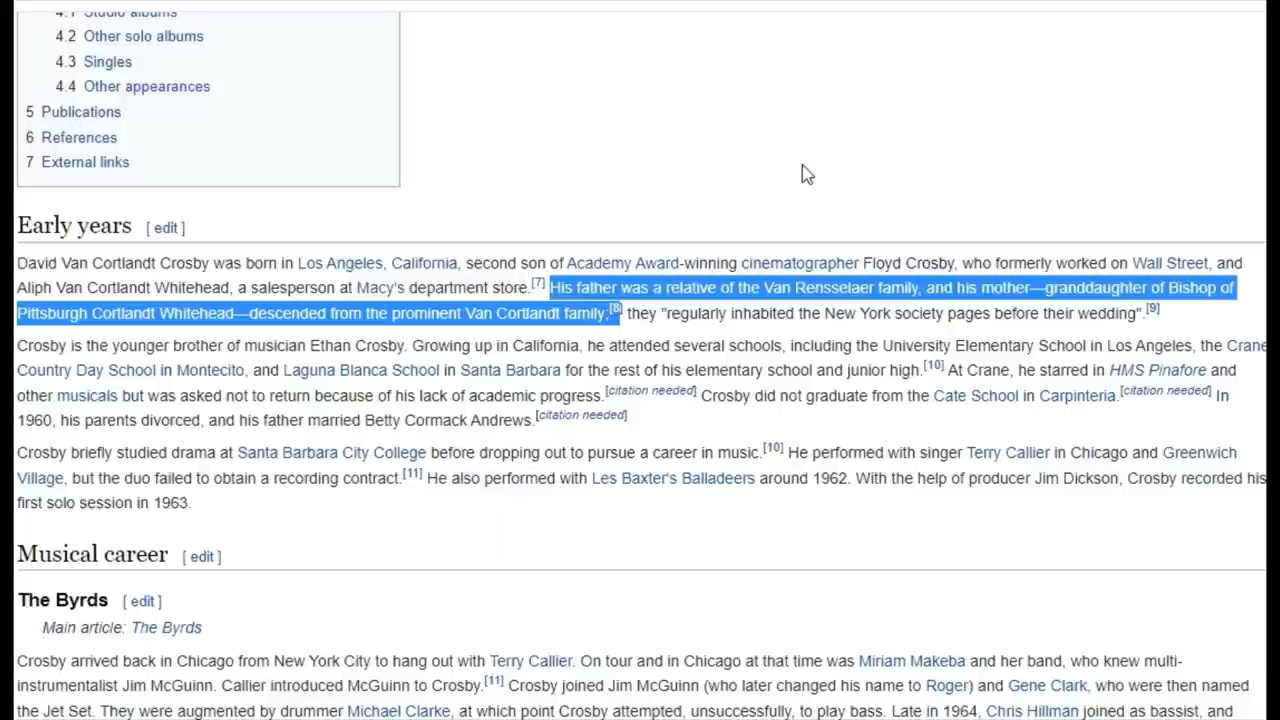 4.1 Studio albums
4.2 Other solo albums
4.3 Singles
4.4 Other appearances
5 Publications
6 References
7 External links
Early years [ edit ]
David Van Cortlandt Crosby was born in Los Angeles, California, second son of Academy Award-winning cinematographer Floyd Crosby, who formerly worked on Wall Street, and
Aliph Van Cortlandt Whitehead, a salesperson at Macy's department store.[7] His father was a relative of the Van Rensselaer family, and his mother—granddaughter of Bishop of
Pittsburgh Cortlandt Whitehead—descended from the prominent Van Cortlandt family;[8] they "regularly inhabited the New York society pages before their wedding".[9]
Crosby is the younger brother of musician Ethan Crosby. Growing up in California, he attended several schools, including the University Elementary School in Los Angeles, the Crane
Country Day School in Montecito, and Laguna Blanca School in Santa Barbara for the rest of his elementary school and junior high.[10] At Crane, he starred in HMS Pinafore and
other musicals but was asked not to return because of his lack of academic progress.[citation needed] Crosby did not graduate from the Cate School in Carpinteria.[citation needed] In
1960, his parents divorced, and his father married Betty Cormack Andrews.[citation needed]
Crosby briefly studied drama at Santa Barbara City College before dropping out to pursue a career in music.[10] He performed with singer Terry Callier in Chicago and Greenwich
Village, but the duo failed to obtain a recording contract.[11] He also performed with Les Baxter's Balladeers around 1962. With the help of producer Jim Dickson, Crosby recorded his
first solo session in 1963.
Musical career [ edit ]
The Byrds [ edit ]
Main article: The Byrds
Crosby arrived back in Chicago from New York City to hang out with Terry Callier. On tour and in Chicago at that time was Miriam Makeba and her band, who knew multi-
instrumentalist Jim McGuinn. Callier introduced McGuinn to Crosby.[11] Crosby joined Jim McGuinn (who later changed his name to Roger) and Gene Clark, who were then named
the Jet Set. They were augmented by drummer Michael Clarke, at which point Crosby attempted, unsuccessfully, to play bass. Late in 1964, Chris Hillman joined as bassist, and